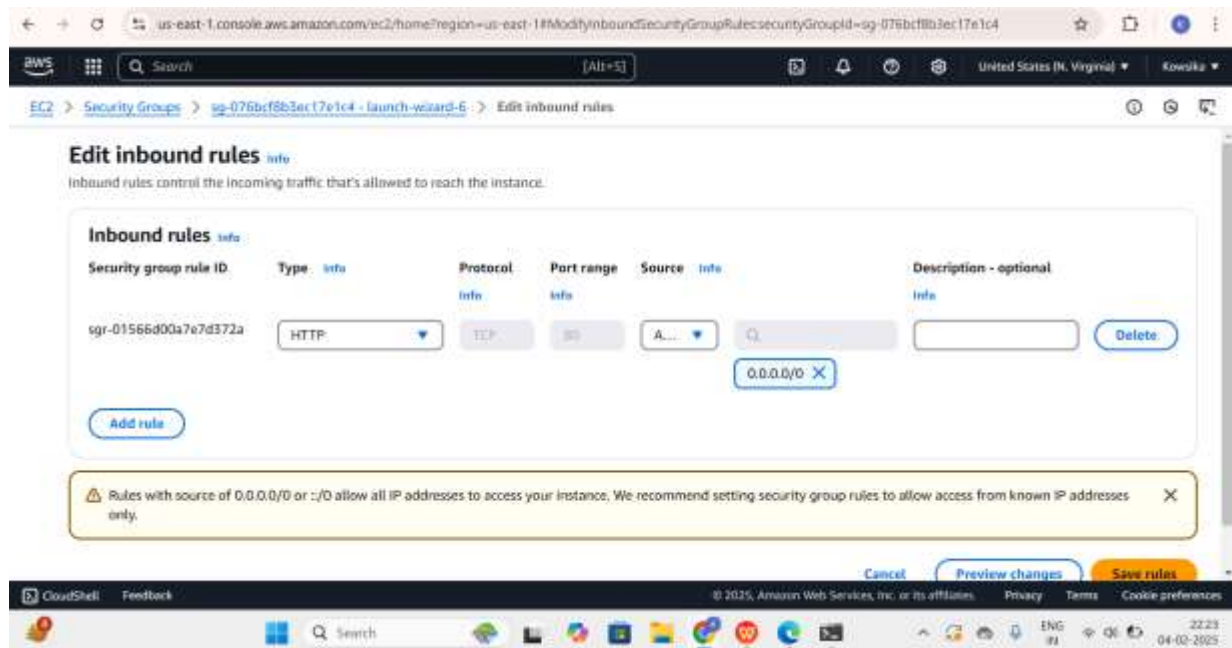 us-east-1.console.aws.amazon.com/ec2/home?region=us-east-1#ModifyInboundSecurityGroupRules:securityGroupId=sg-076bcf8b3ec17e1c4
aws Search [Alt+S] United States (N. Virginia) Kowsika
EC2 > Security Groups > sg-076bcf8b3ec17e1c4 - launch-wizard-6 > Edit inbound rules
Edit inbound rules Info
Inbound rules control the incoming traffic that's allowed to reach the instance.
Inbound rules Info
Security group rule ID Type Info Protocol Port range Source Info Description - optional
Info Info Info
sgr-01566d00a7e7d372a HTTP TCP 80 A... Delete
0.0.0.0/0
Add rule
Rules with source of 0.0.0.0/0 or ::/0 allow all IP addresses to access your instance. We recommend setting security group rules to allow access from known IP addresses
only.
Cancel Preview changes Save rules
CloudShell Feedback © 2025, Amazon Web Services, Inc. or its affiliates. Privacy Terms Cookie preferences
Search ENG 22:23
IN 04-02-2025